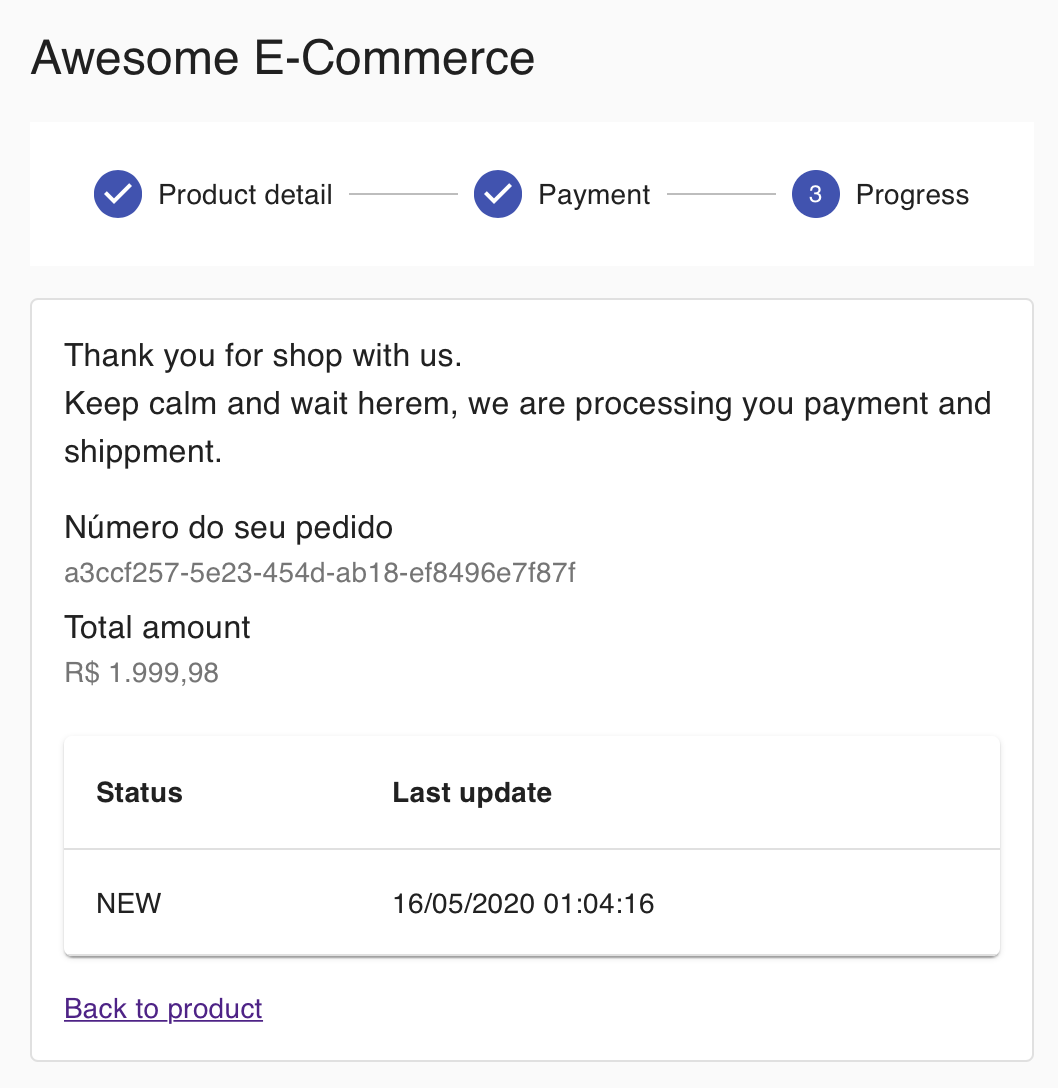 Awesome E-Commerce
Product detail
Payment
3 Progress
Thank you for shop with us.
Keep calm and wait herem, we are processing you payment and
shippment.
Número do seu pedido
a3ccf257-5e23-454d-ab18-ef8496e7f87f
Total amount
R$ 1.999,98
Status Last update
NEW 16/05/2020 01:04:16
Back to product